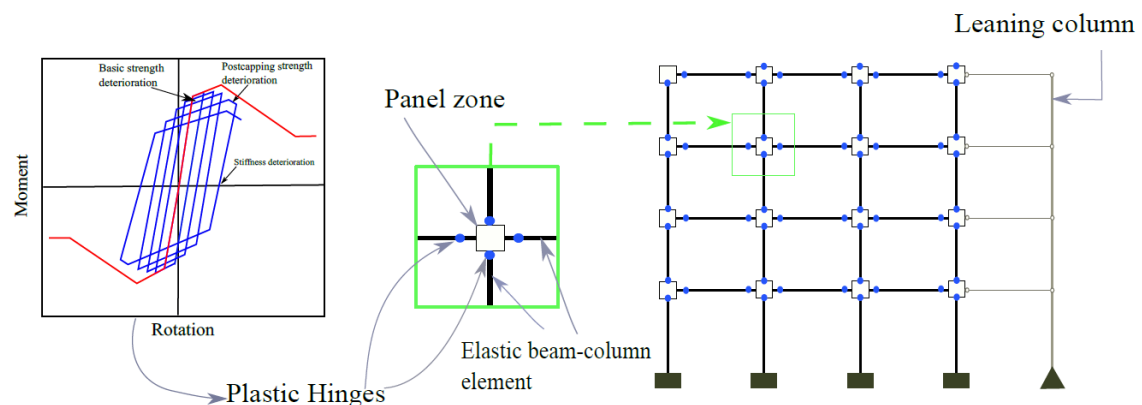 Leaning column
Basic strength
deterioration
Postcapping strength
deterioration
Panel zone
Stiffness deterioration
Moment
Rotation
Elastic beam-column
element
Plastic Hinges